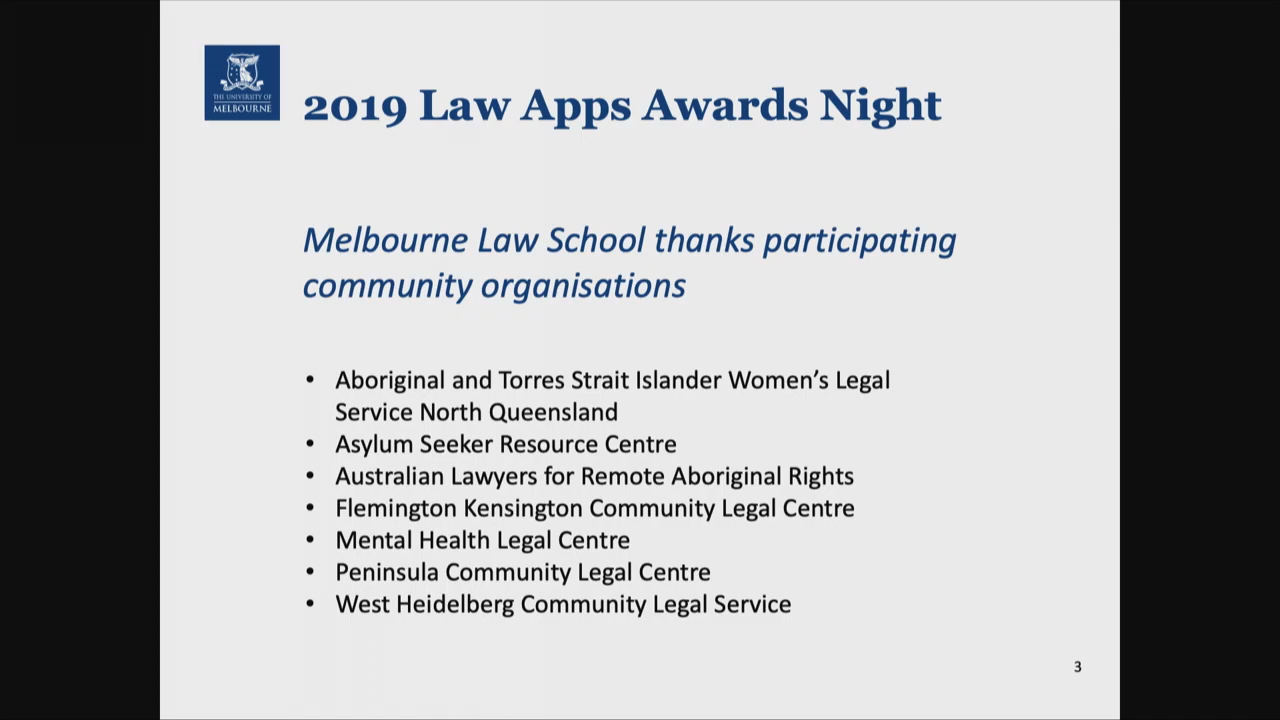 THE UNIVERSITY OF
MELBOURNE
2019 Law Apps Awards Night
Melbourne Law School thanks participating
community organisations
• Aboriginal and Torres Strait Islander Women’s Legal
Service North Queensland
• Asylum Seeker Resource Centre
• Australian Lawyers for Remote Aboriginal Rights
• Flemington Kensington Community Legal Centre
• Mental Health Legal Centre
• Peninsula Community Legal Centre
• West Heidelberg Community Legal Service
3